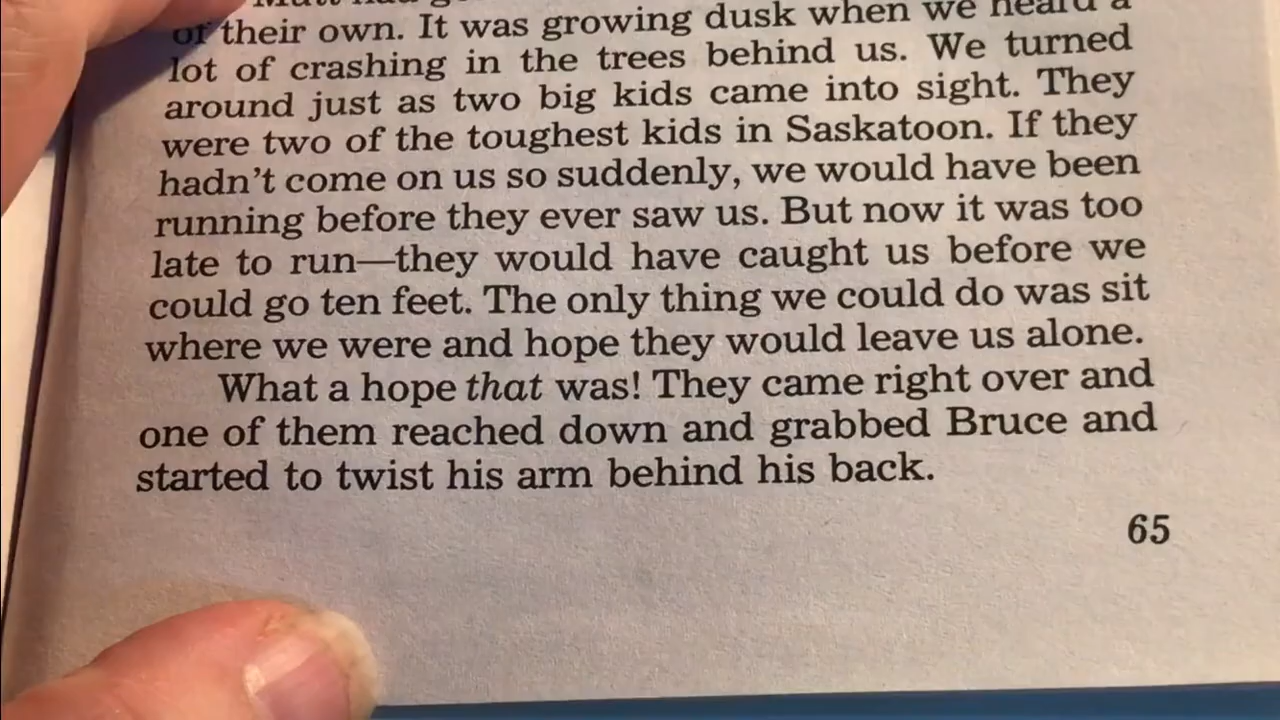 of their own. It was growing dusk when we heard a
lot of crashing in the trees behind us. We turned
around just as two big kids came into sight. They
were two of the toughest kids in Saskatoon. If they
hadn't come on us so suddenly, we would have been
running before they ever saw us. But now it was too
late to run—they would have caught us before we
could go ten feet. The only thing we could do was sit
where we were and hope they would leave us alone.
What a hope that was! They came right over and
one of them reached down and grabbed Bruce and
started to twist his arm behind his back.
65